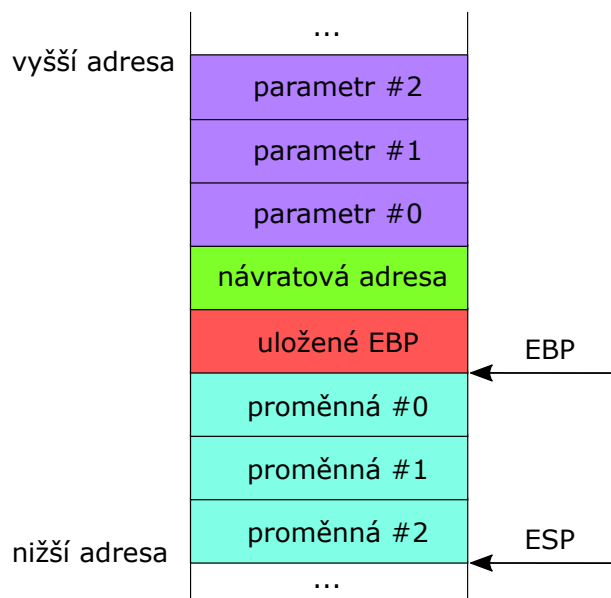 ...
vyšší adresa
parametr #2
parametr #1
parametr #0
návratová adresa
uložené EBP
EBP
proměnná #0
proměnná #1
proměnná #2
ESP
nižší adresa
...